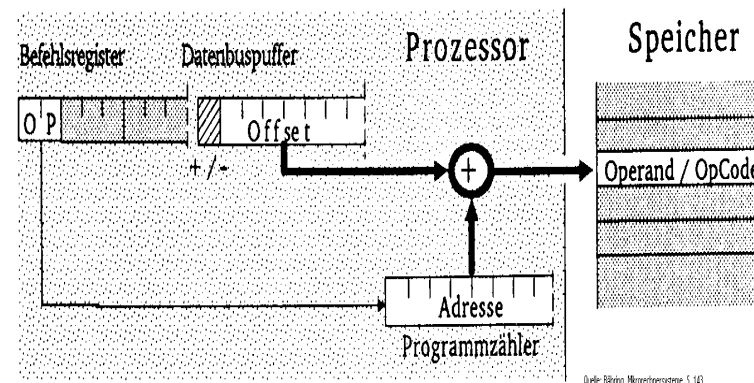 Prozessor
Speicher
Befehlsregister
Datenbuspuffer
O P
Offset
+ / -
+
Operand / OpCode
Adresse
Programmzähler
Quelle: Bähring, Mikrorechnersysteme, S. 143